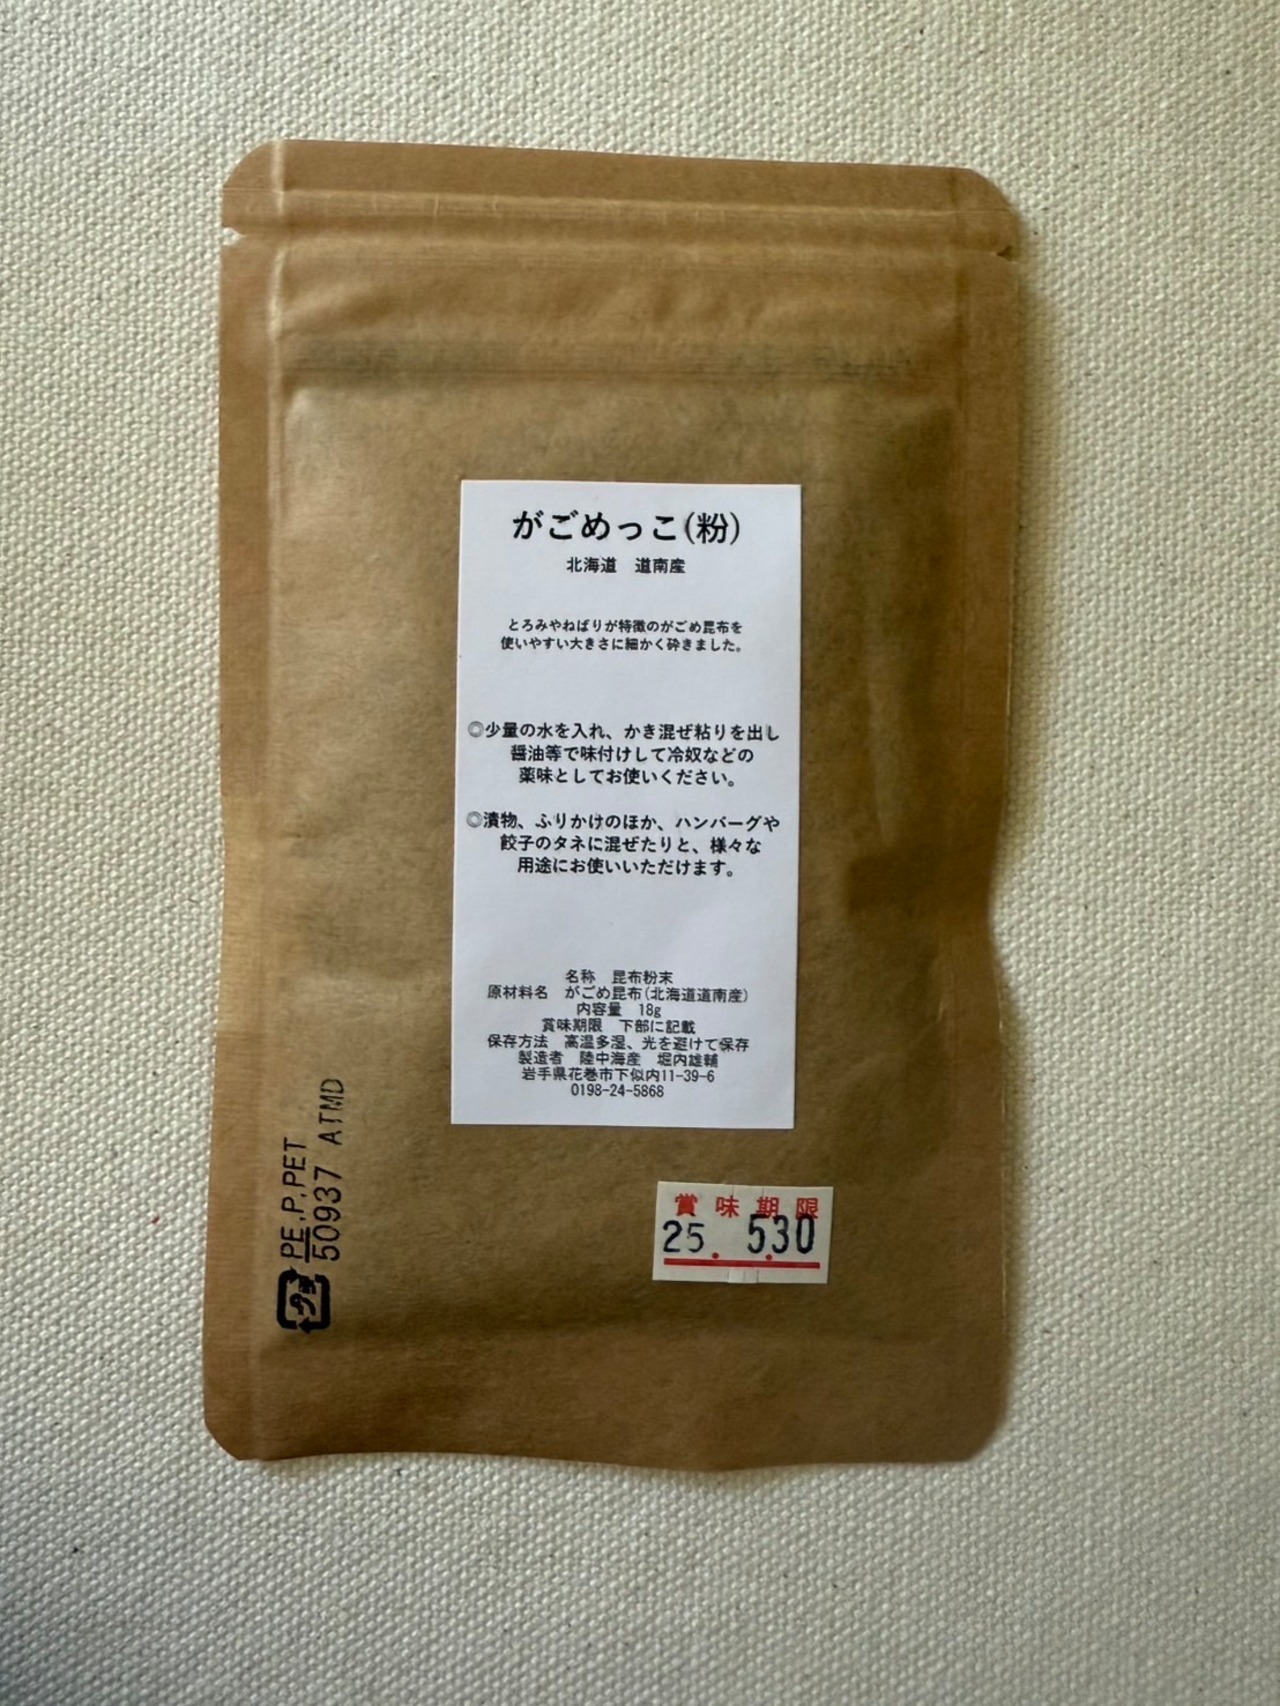 がごめっこ(粉)
北海道　道南産
とろみやねばりが特徴のがごめ昆布を
使いやすい大きさに細かく砕きました。
◎少量の水を入れ、かき混ぜ粘りを出し
醤油等で味付けして冷奴などの
薬味としてお使いください。
◎漬物、ふりかけのほか、ハンバーグや
餃子のタネに混ぜたりと、様々な
用途にお使いいただけます。
名称　昆布粉末
原材料名　がごめ昆布(北海道道南産)
内容量　18g
賞味期限　下部に記載
保存方法　高温多湿、光を避けて保存
製造者　陸中海産　堀内雄輔
岩手県花巻市下似内11-39-6
0198-24-5868
賞味期限
25. 5.30
プラ
PE,P,PET
50937 ATMD